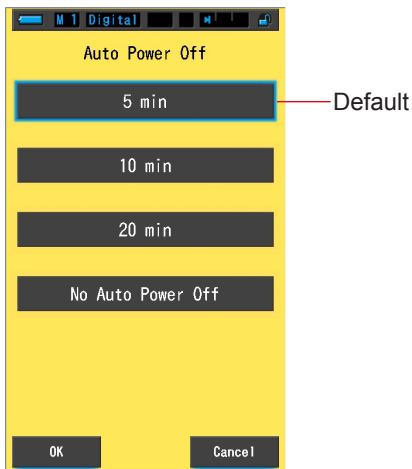 M 1 Digital
Auto Power Off
5 min
Default
10 min
20 min
No Auto Power Off
OK
Cancel